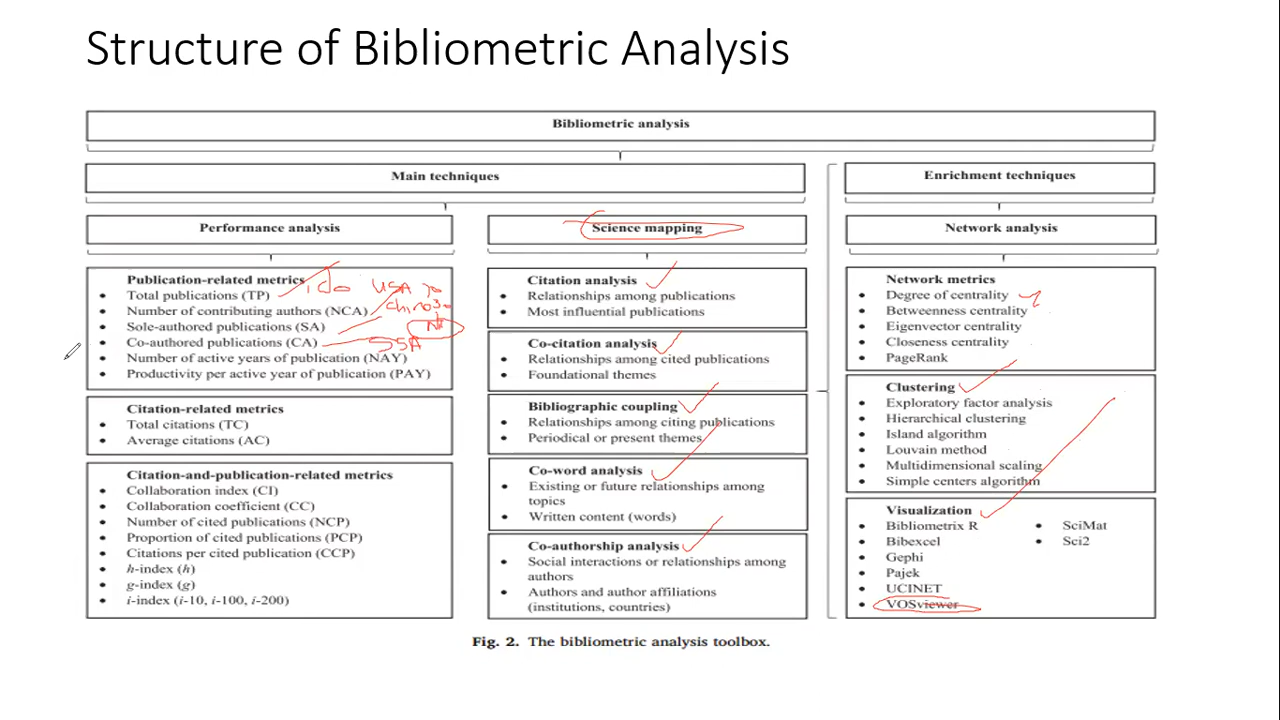 Structure of Bibliometric Analysis
Bibliometric analysis
Main techniques
Enrichment techniques
Performance analysis
Science mapping
Network analysis
Publication-related metrics
• Total publications (TP)
• Number of contributing authors (NCA)
• Sole-authored publications (SA)
• Co-authored publications (CA)
• Number of active years of publication (NAY)
• Productivity per active year of publication (PAY)
USA
SSA
Citation-related metrics
• Total citations (TC)
• Average citations (AC)
Citation-and-publication-related metrics
• Collaboration index (CI)
• Collaboration coefficient (CC)
• Number of cited publications (NCP)
• Proportion of cited publications (PCP)
• Citations per cited publication (CCP)
• h-index (h)
• g-index (g)
• i-index (i-10, i-100, i-200)
Citation analysis
• Relationships among publications
• Most influential publications
Co-citation analysis
• Relationships among cited publications
• Foundational themes
Bibliographic coupling
• Relationships among citing publications
• Periodical or present themes
Co-word analysis
• Existing or future relationships among
topics
• Written content (words)
Co-authorship analysis
• Social interactions or relationships among
authors
• Authors and author affiliations
(institutions, countries)
Network metrics
• Degree of centrality
• Betweenness centrality
• Eigenvector centrality
• Closeness centrality
• PageRank
Clustering
• Exploratory factor analysis
• Hierarchical clustering
• Island algorithm
• Louvain method
• Multidimensional scaling
• Simple centers algorithm
Visualization
• Bibliometrix R
• Bibexcel
• Gephi
• Pajek
• UCINET
• VOSviewer
• SciMat
• Sci2
Fig. 2. The bibliometric analysis toolbox.